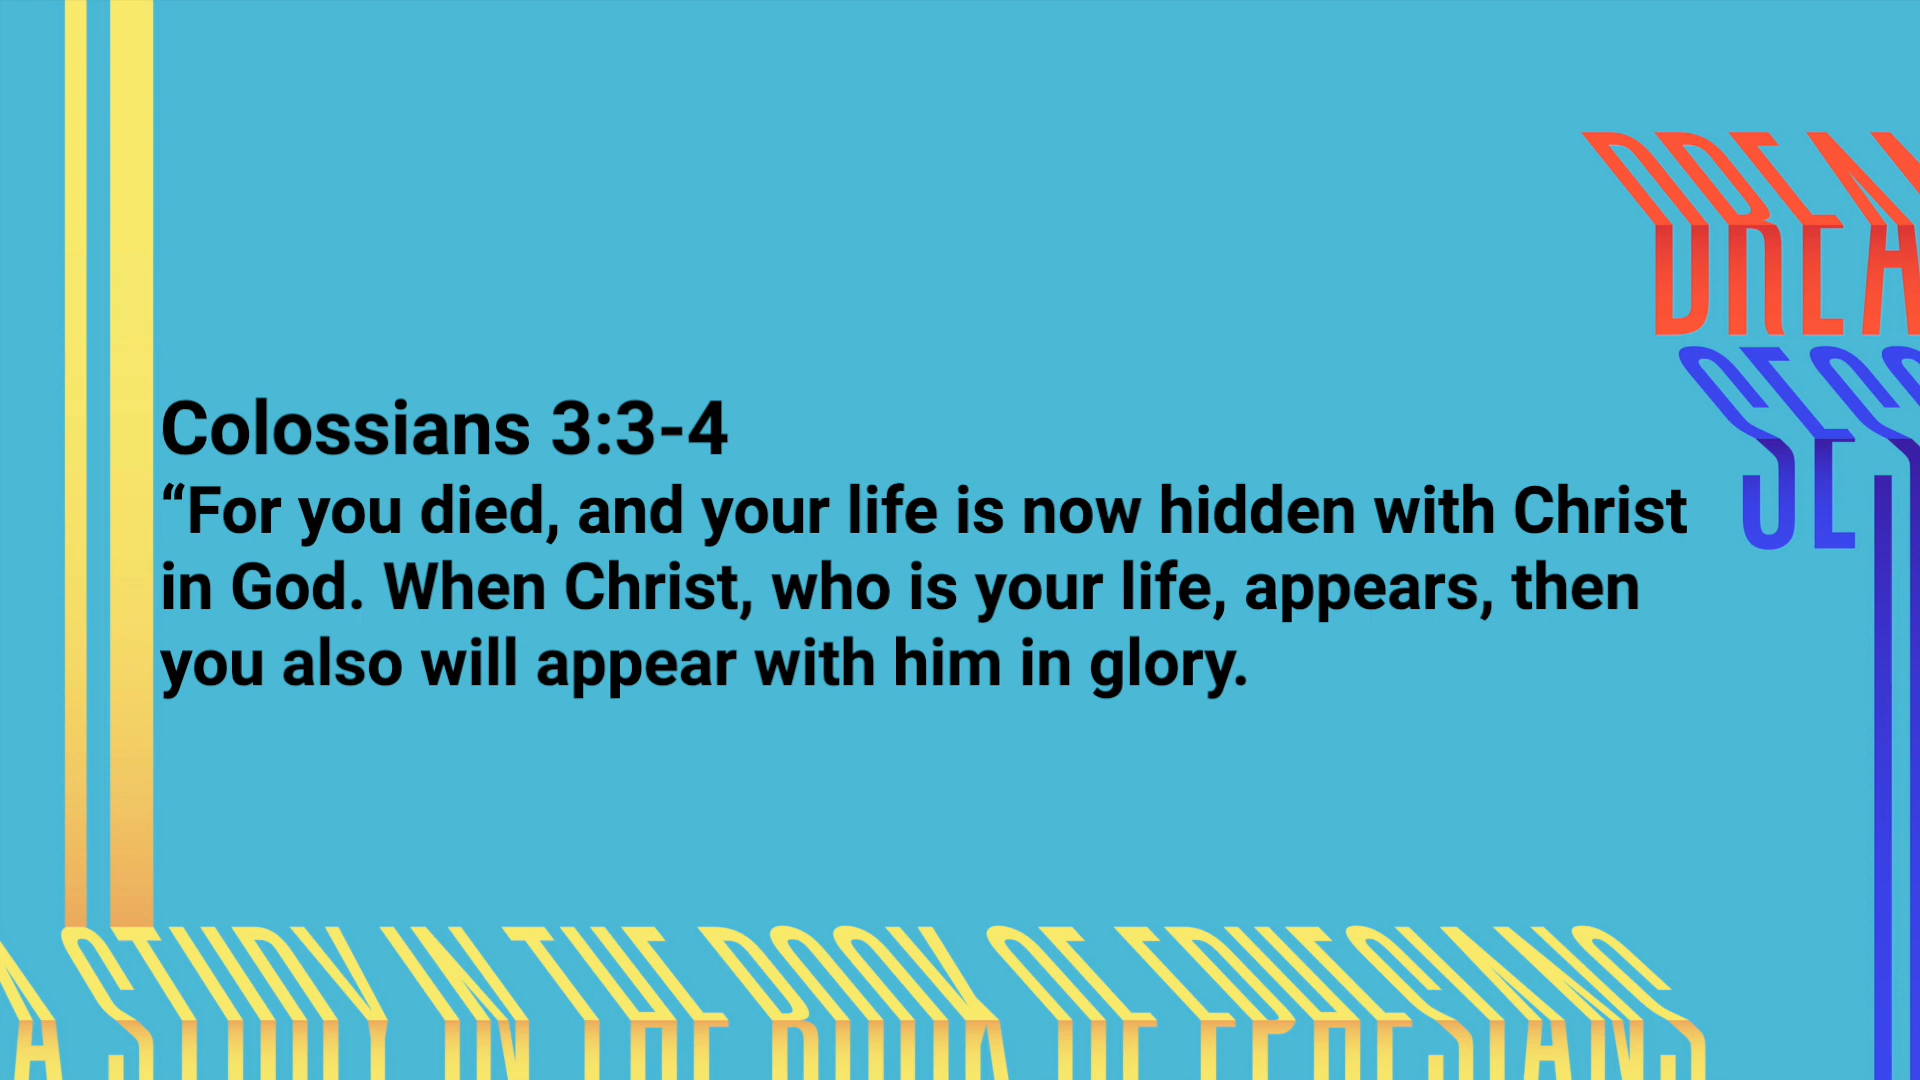 Colossians 3:3-4
“For you died, and your life is now hidden with Christ
in God. When Christ, who is your life, appears, then
you also will appear with him in glory.
DREA
SES
A STUDY IN THE BOOK OF EPHESIANS